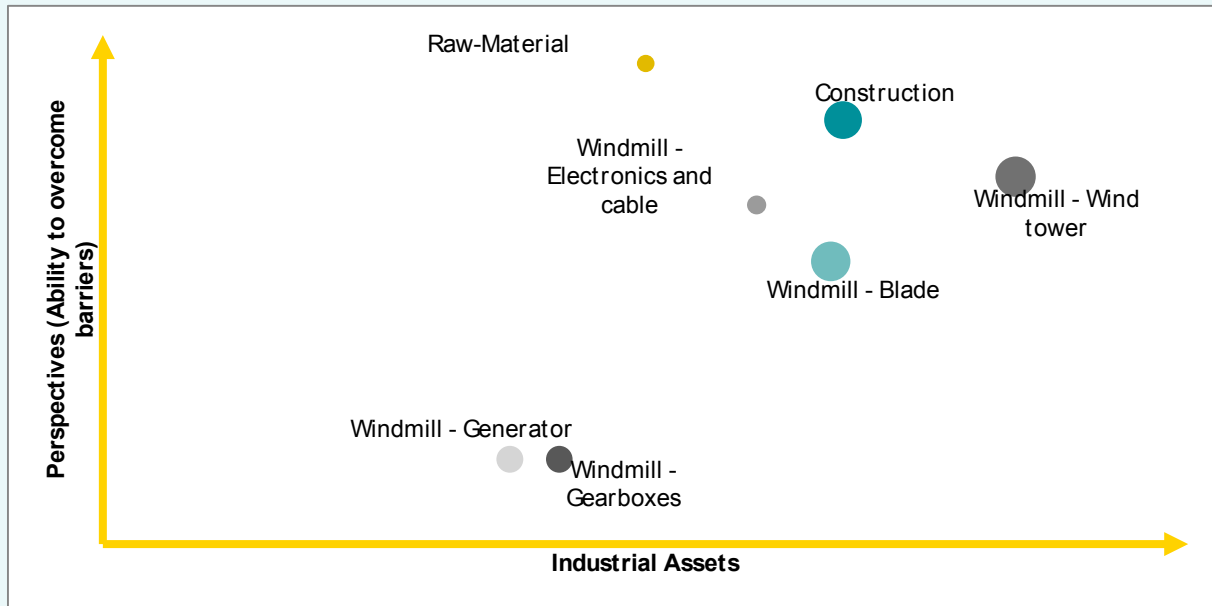 Raw-Material
Construction
Windmill -
Electronics and
cable
Windmill - Wind
tower
Windmill - Blade
Perspectives (Ability to overcome
barriers)
Windmill - Generator
Windmill -
Gearboxes
Industrial Assets